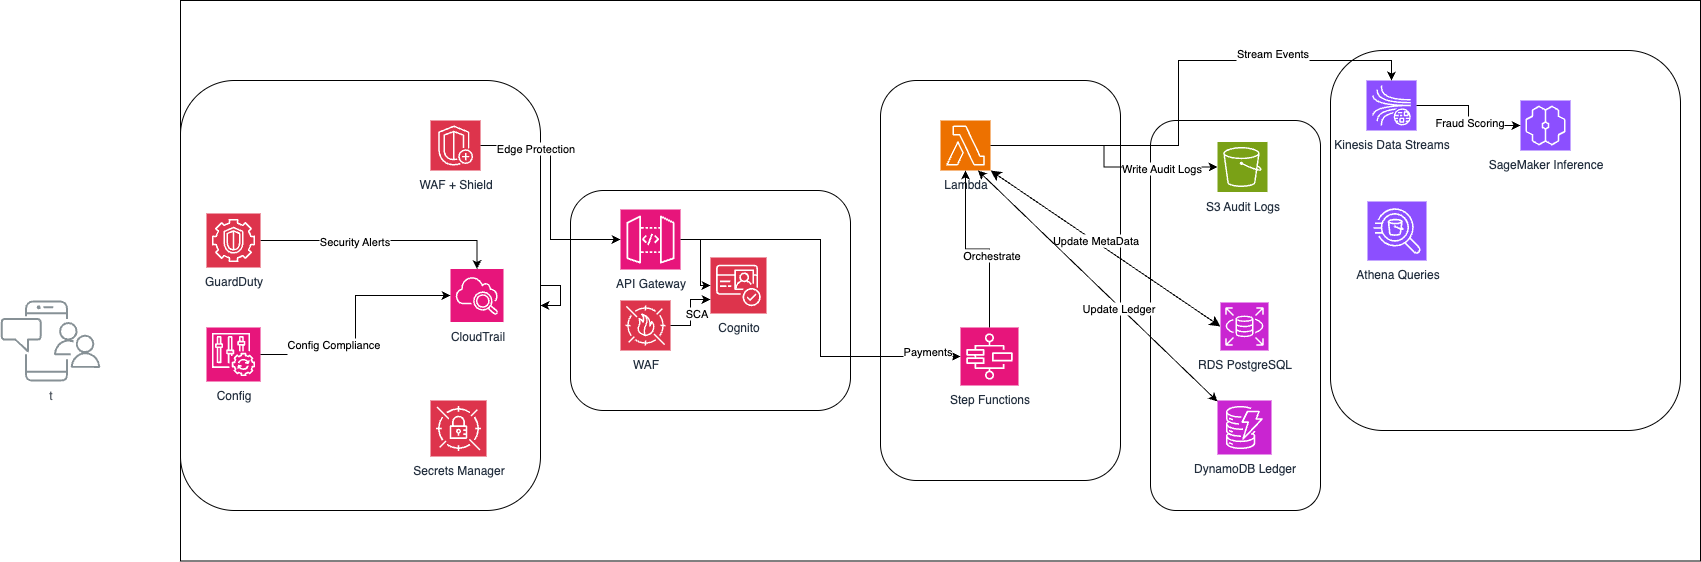 Stream Events
Kinesis Data Streams
Fraud Scoring
SageMaker Inference
Edge Protection
WAF + Shield
Lambda
Write Audit Logs
S3 Audit Logs
Security Alerts
GuardDuty
API Gateway
Update MetaData
Orchestrate
Athena Queries
CloudTrail
SCA
Cognito
Update Ledger
Config Compliance
WAF
Payments
RDS PostgreSQL
Config
t
Step Functions
Secrets Manager
DynamoDB Ledger